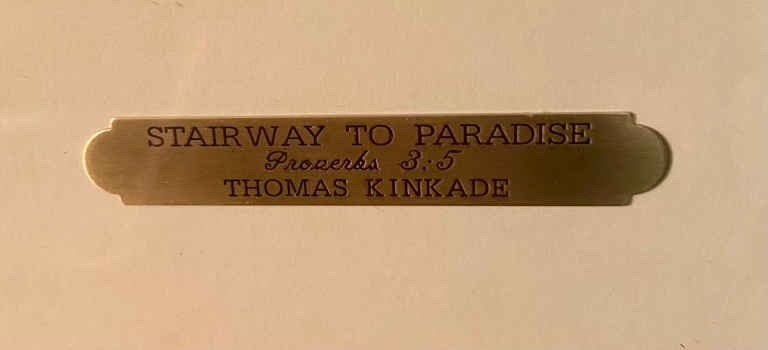 STAIRWAY TO PARADISE
Proverbs 3:5
THOMAS KINKADE